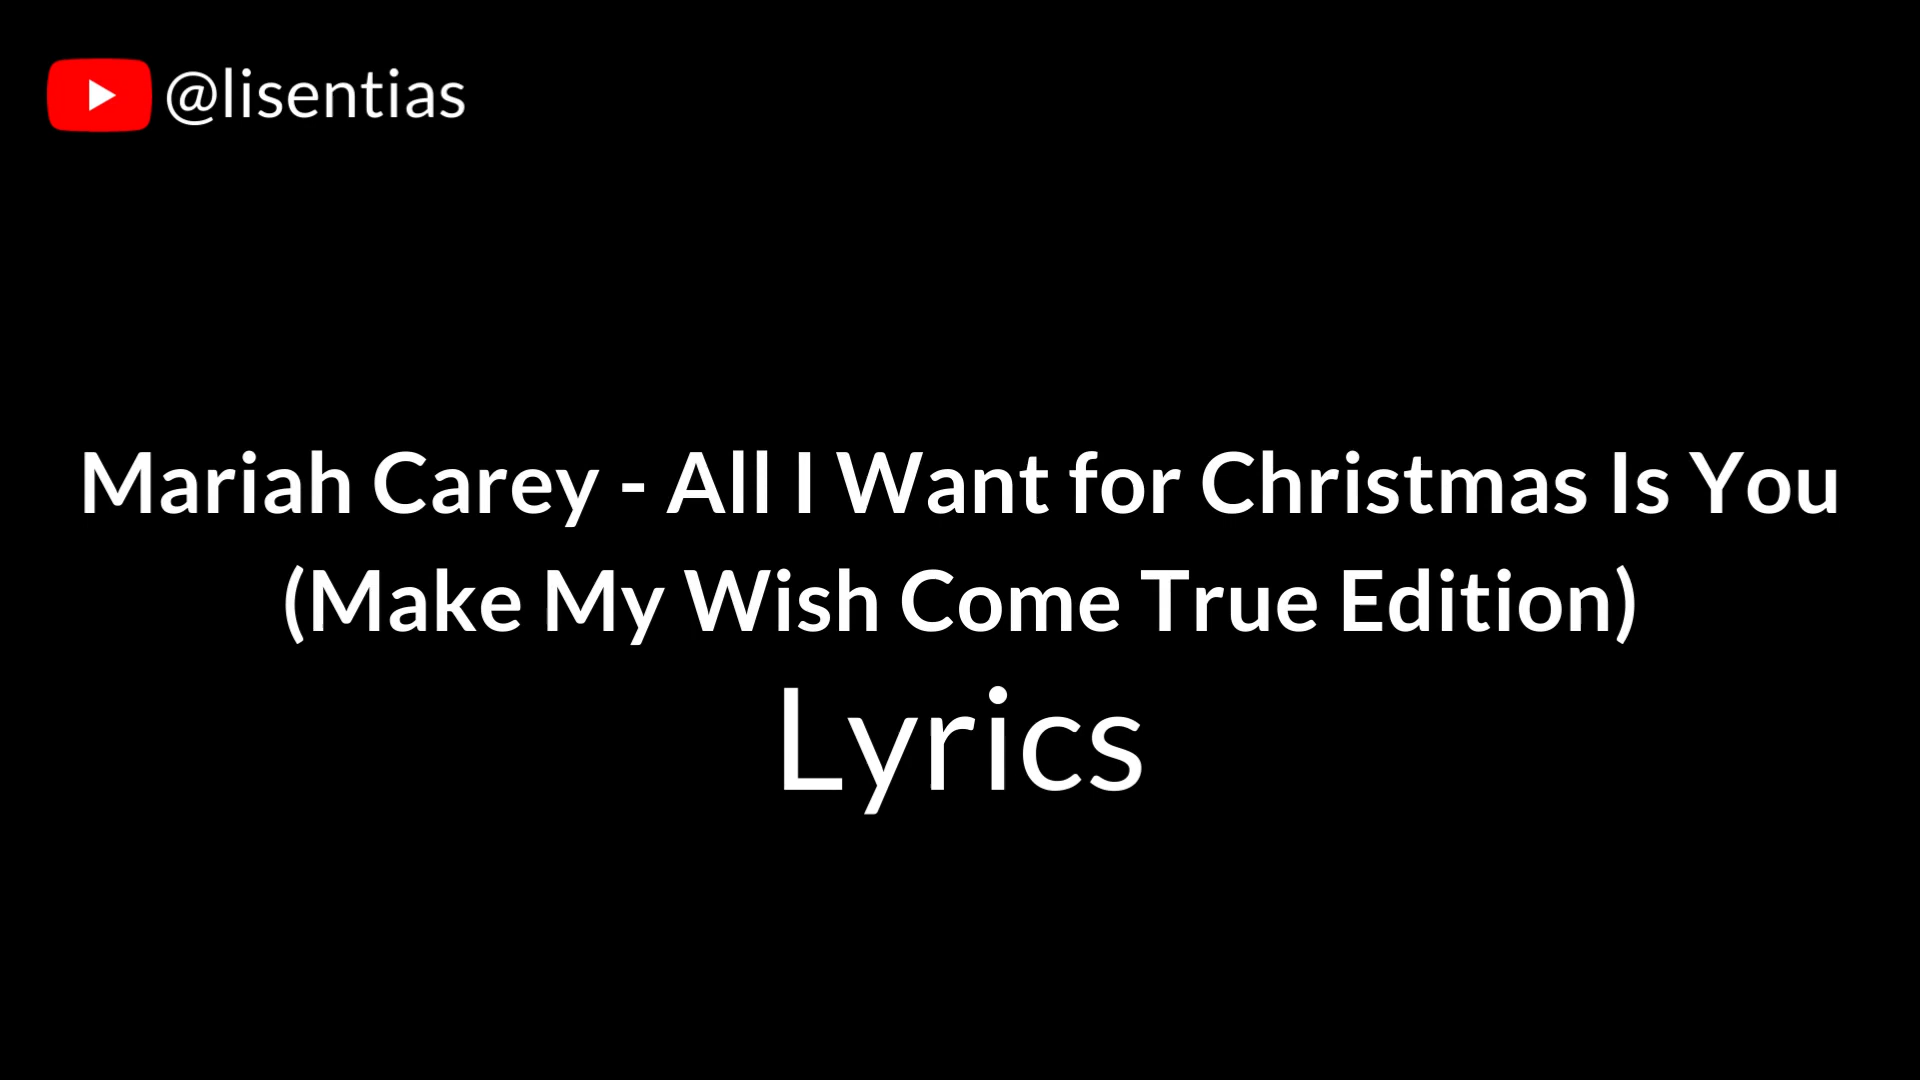 @lisentias
Mariah Carey - All I Want for Christmas Is You
(Make My Wish Come True Edition)
Lyrics